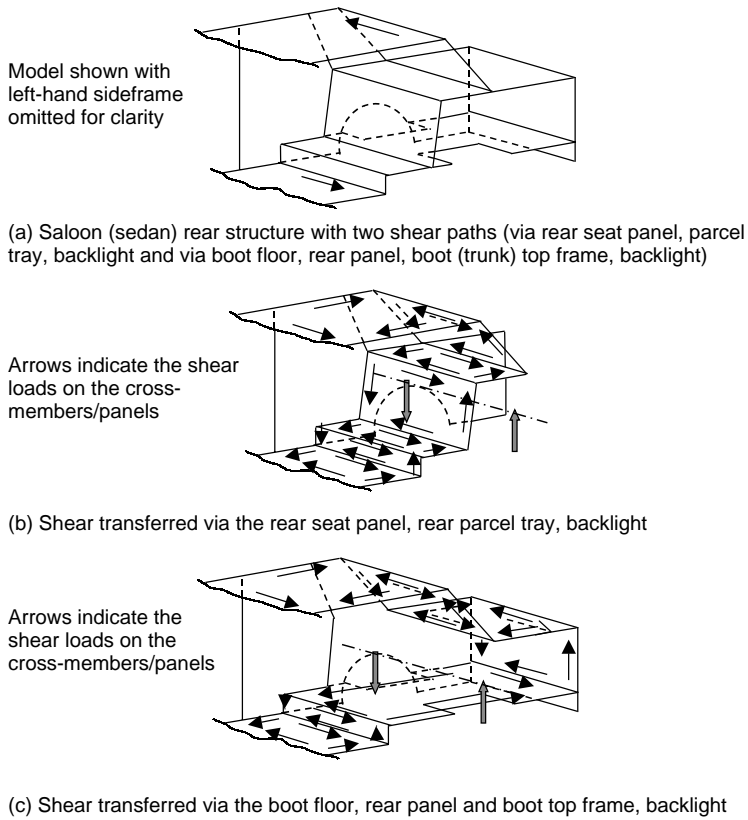 Model shown with
left-hand sideframe
omitted for clarity
(a) Saloon (sedan) rear structure with two shear paths (via rear seat panel, parcel
tray, backlight and via boot floor, rear panel, boot (trunk) top frame, backlight)
Arrows indicate the shear
loads on the cross-
members/panels
(b) Shear transferred via the rear seat panel, rear parcel tray, backlight
Arrows indicate the
shear loads on the
cross-members/panels
(c) Shear transferred via the boot floor, rear panel and boot top frame, backlight